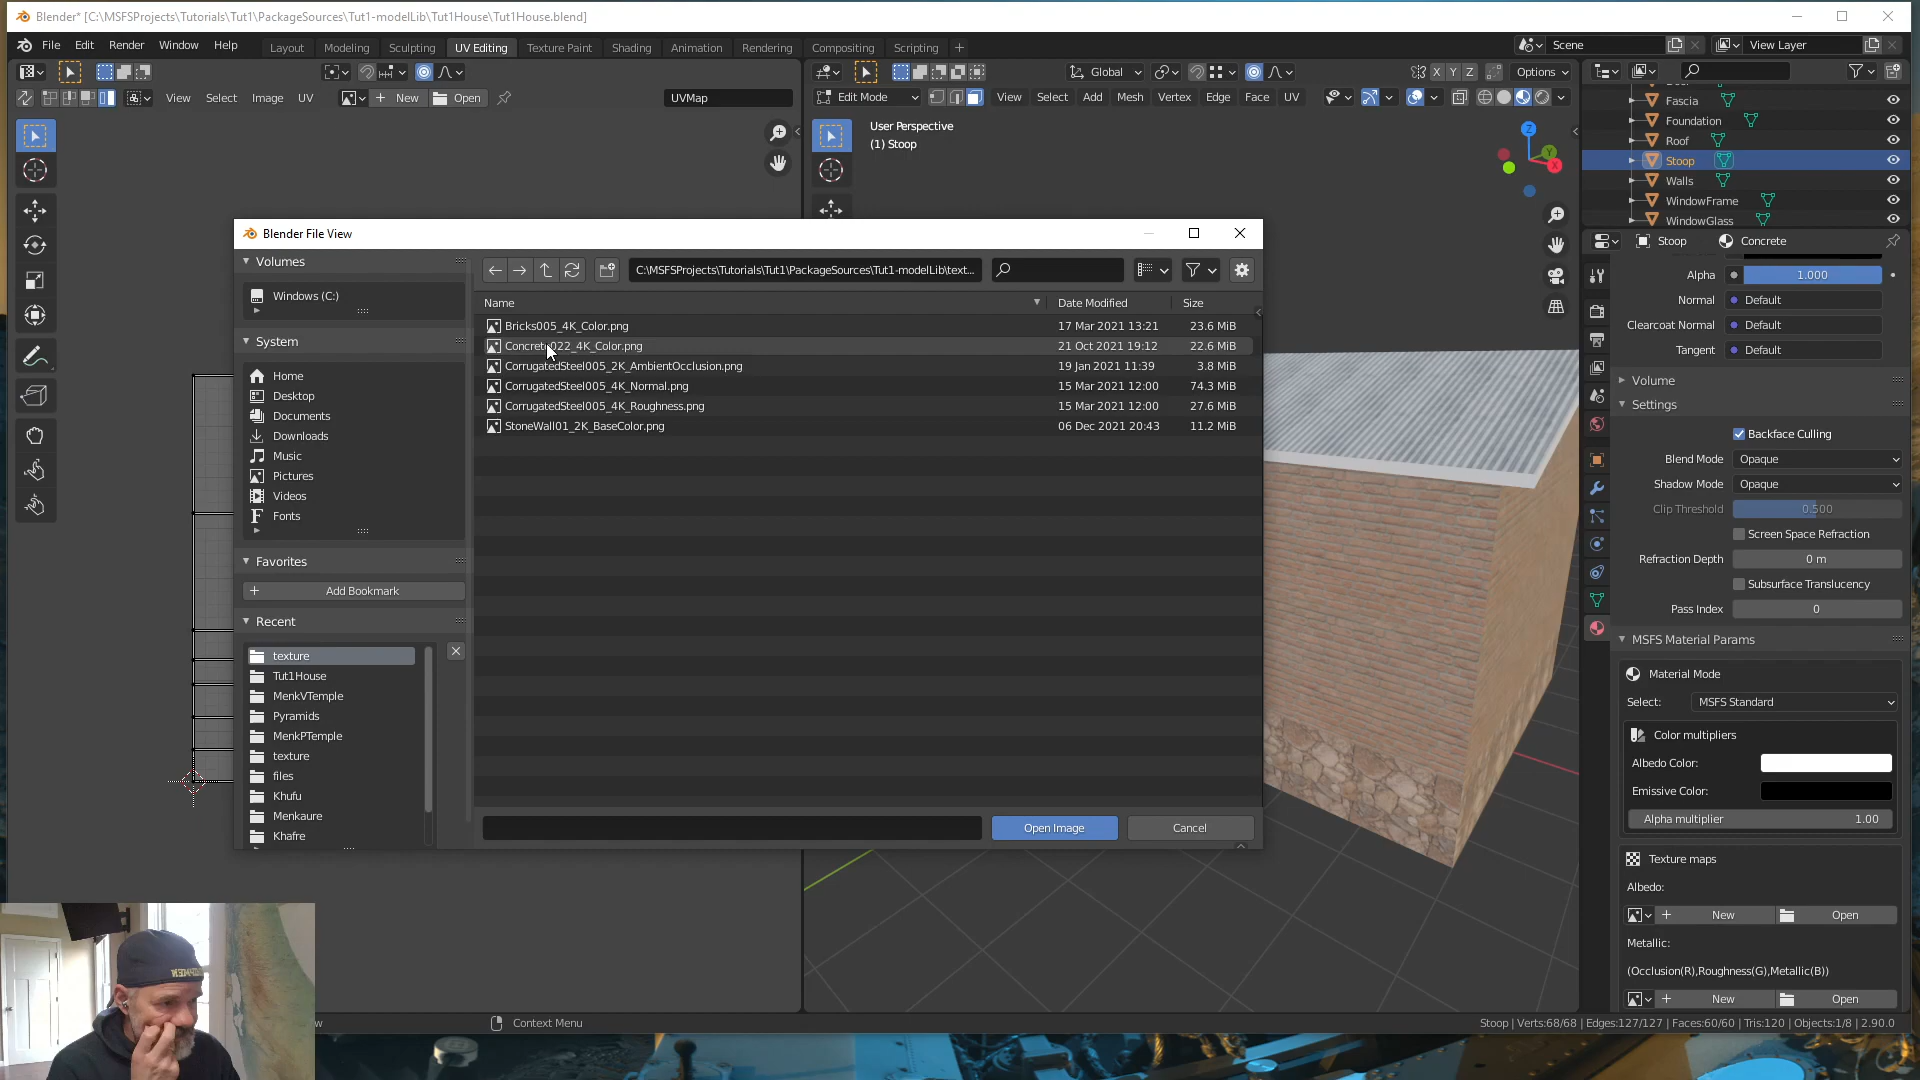 Blender* [C:\MSFSProjects\Tutorials\Tut1\PackageSources\Tut1-modelLib\Tut1House\Tut1House.blend]
File Edit Render Window Help Layout Modeling Sculpting UV Editing Texture Paint Shading Animation Rendering Compositing Scripting + Scene View Layer
Global X Y Z Options
View Select Image UV New Open UVMap Edit Mode View Select Add Mesh Vertex Edge Face UV
User Perspective
(1) Stoop
Z
Y
X
Fascia
Foundation
Roof
Stoop
Walls
WindowFrame
WindowGlass
Stoop Concrete
Alpha 1.000
Normal Default
Clearcoat Normal Default
Tangent Default
Volume
Settings
Backface Culling
Blend Mode Opaque
Shadow Mode Opaque
Clip Threshold 0.500
Screen Space Refraction
Refraction Depth 0 m
Subsurface Translucency
Pass Index 0
MSFS Material Params
Material Mode
Select: MSFS Standard
Color multipliers
Albedo Color:
Emissive Color:
Alpha multiplier 1.00
Texture maps
Albedo:
New Open
Metallic:
(Occlusion(R),Roughness(G),Metallic(B))
New Open
Blender File View
Volumes
Windows (C:)
System
Home
Desktop
Documents
Downloads
Music
Pictures
Videos
Fonts
Favorites
Add Bookmark
Recent
texture
Tut1House
MenkVTemple
Pyramids
MenkPTemple
texture
files
Khufu
Menkaure
Khafre
C:\MSFSProjects\Tutorials\Tut1\PackageSources\Tut1-modelLib\text...
Name Date Modified Size
Bricks005_4K_Color.png 17 Mar 2021 13:21 23.6 MiB
Concrete022_4K_Color.png 21 Oct 2021 19:12 22.6 MiB
CorrugatedSteel005_2K_AmbientOcclusion.png 19 Jan 2021 11:39 3.8 MiB
CorrugatedSteel005_4K_Normal.png 15 Mar 2021 12:00 74.3 MiB
CorrugatedSteel005_4K_Roughness.png 15 Mar 2021 12:00 27.6 MiB
StoneWall01_2K_BaseColor.png 06 Dec 2021 20:43 11.2 MiB
Open Image Cancel
Context Menu
Stoop | Verts:68/68 | Edges:127/127 | Faces:60/60 | Tris:120 | Objects:1/8 | 2.90.0